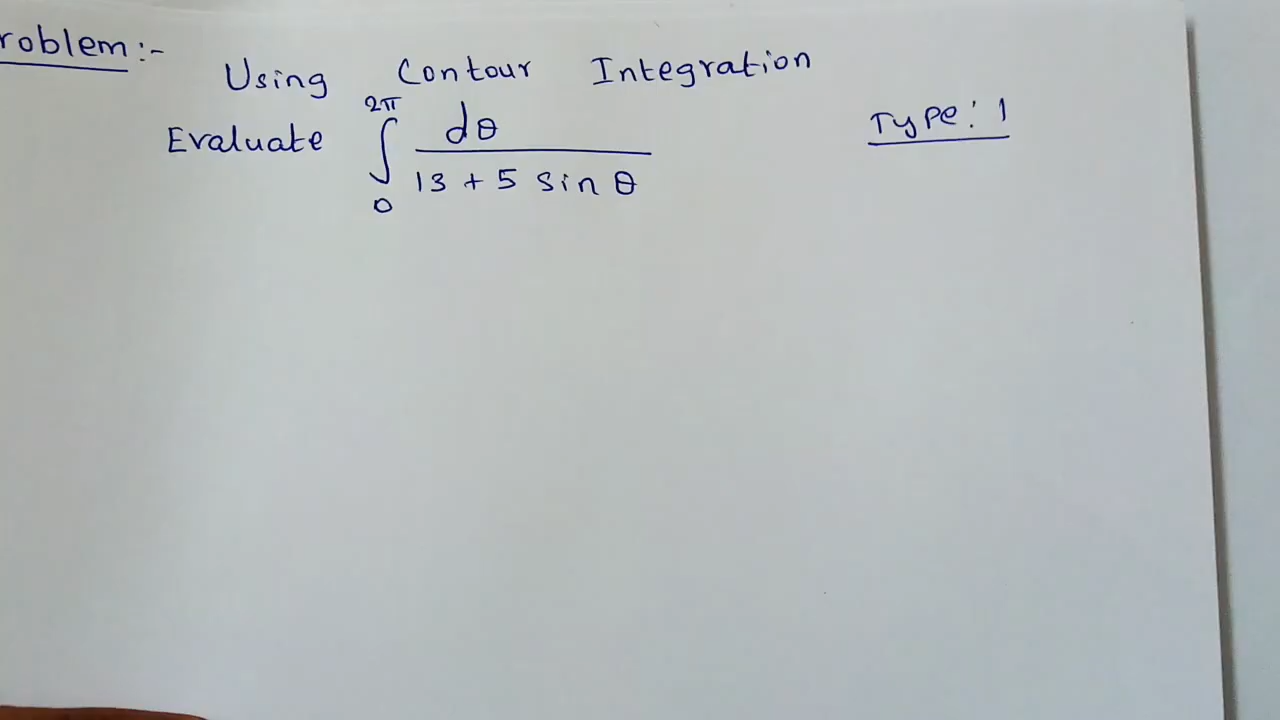 roblem:-
Using Contour Integration
Evaluate ∫₀^2π dθ / (13 + 5 sin θ)
Type: 1